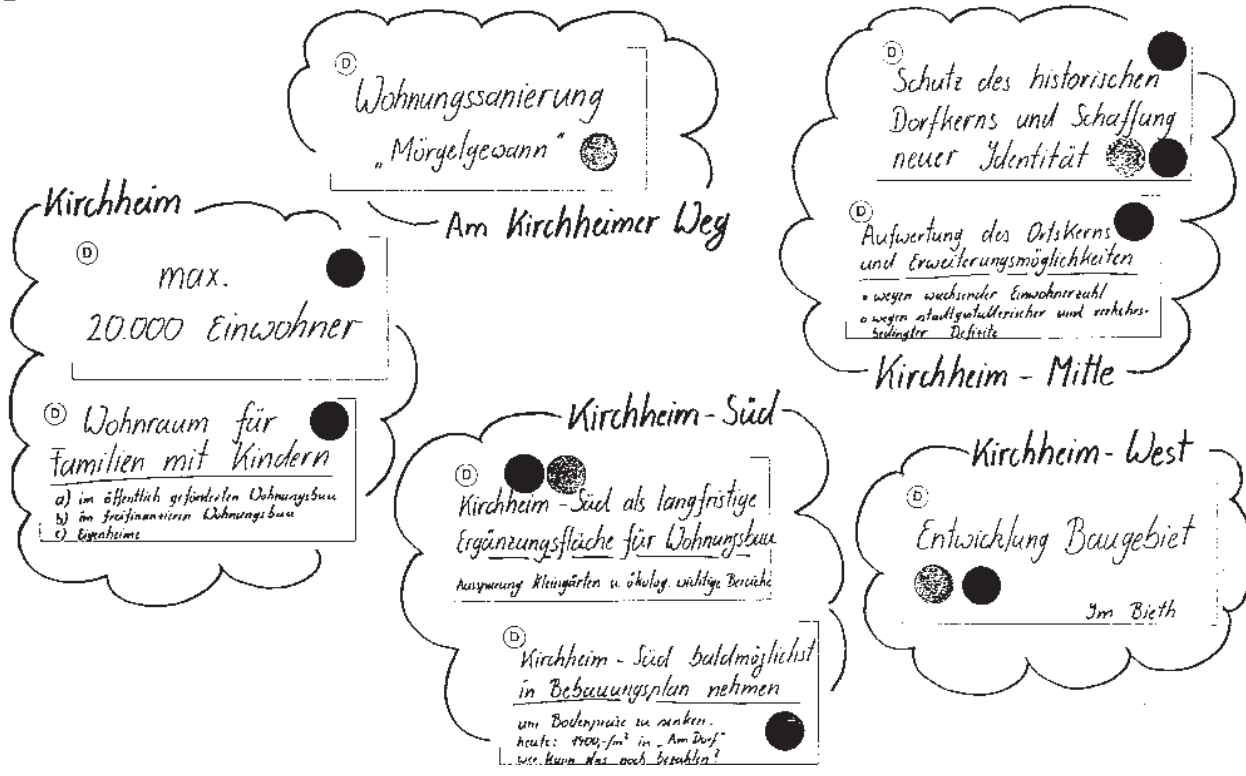 D
Wohnungssanierung
„Mörgelgewann"
Am Kirchheimer Weg
D
Schutz des historischen
Dorfkerns und Schaffung
neuer Identität
D
Aufwertung des Ortskerns
und Erweiterungsmöglichkeiten
• wegen wachsender Einwohnerzahl
o wegen stadtgestalterischer und verkehrs-
bedingter Defizite
Kirchheim - Mitte
Kirchheim
D
max.
20.000 Einwohner
D
Wohnraum für
Familien mit Kindern
a) im öffentlich geförderten Wohnungsbau
b) im freifinanzierten Wohnungsbau
c) Eigenheime
Kirchheim-Süd
D
Kirchheim-Süd als langfristige
Ergänzungsfläche für Wohnungsbau
Aussparung Kleingärten u. ökolog. wichtige Bereiche
D
Kirchheim-Süd baldmöglichst
in Bebauungsplan nehmen
um Bodenpreise zu senken.
heute: 1400,-/m² in „Am Dorf"
wer kann das noch bezahlen?
Kirchheim-West
D
Entwicklung Baugebiet
Im Bieth